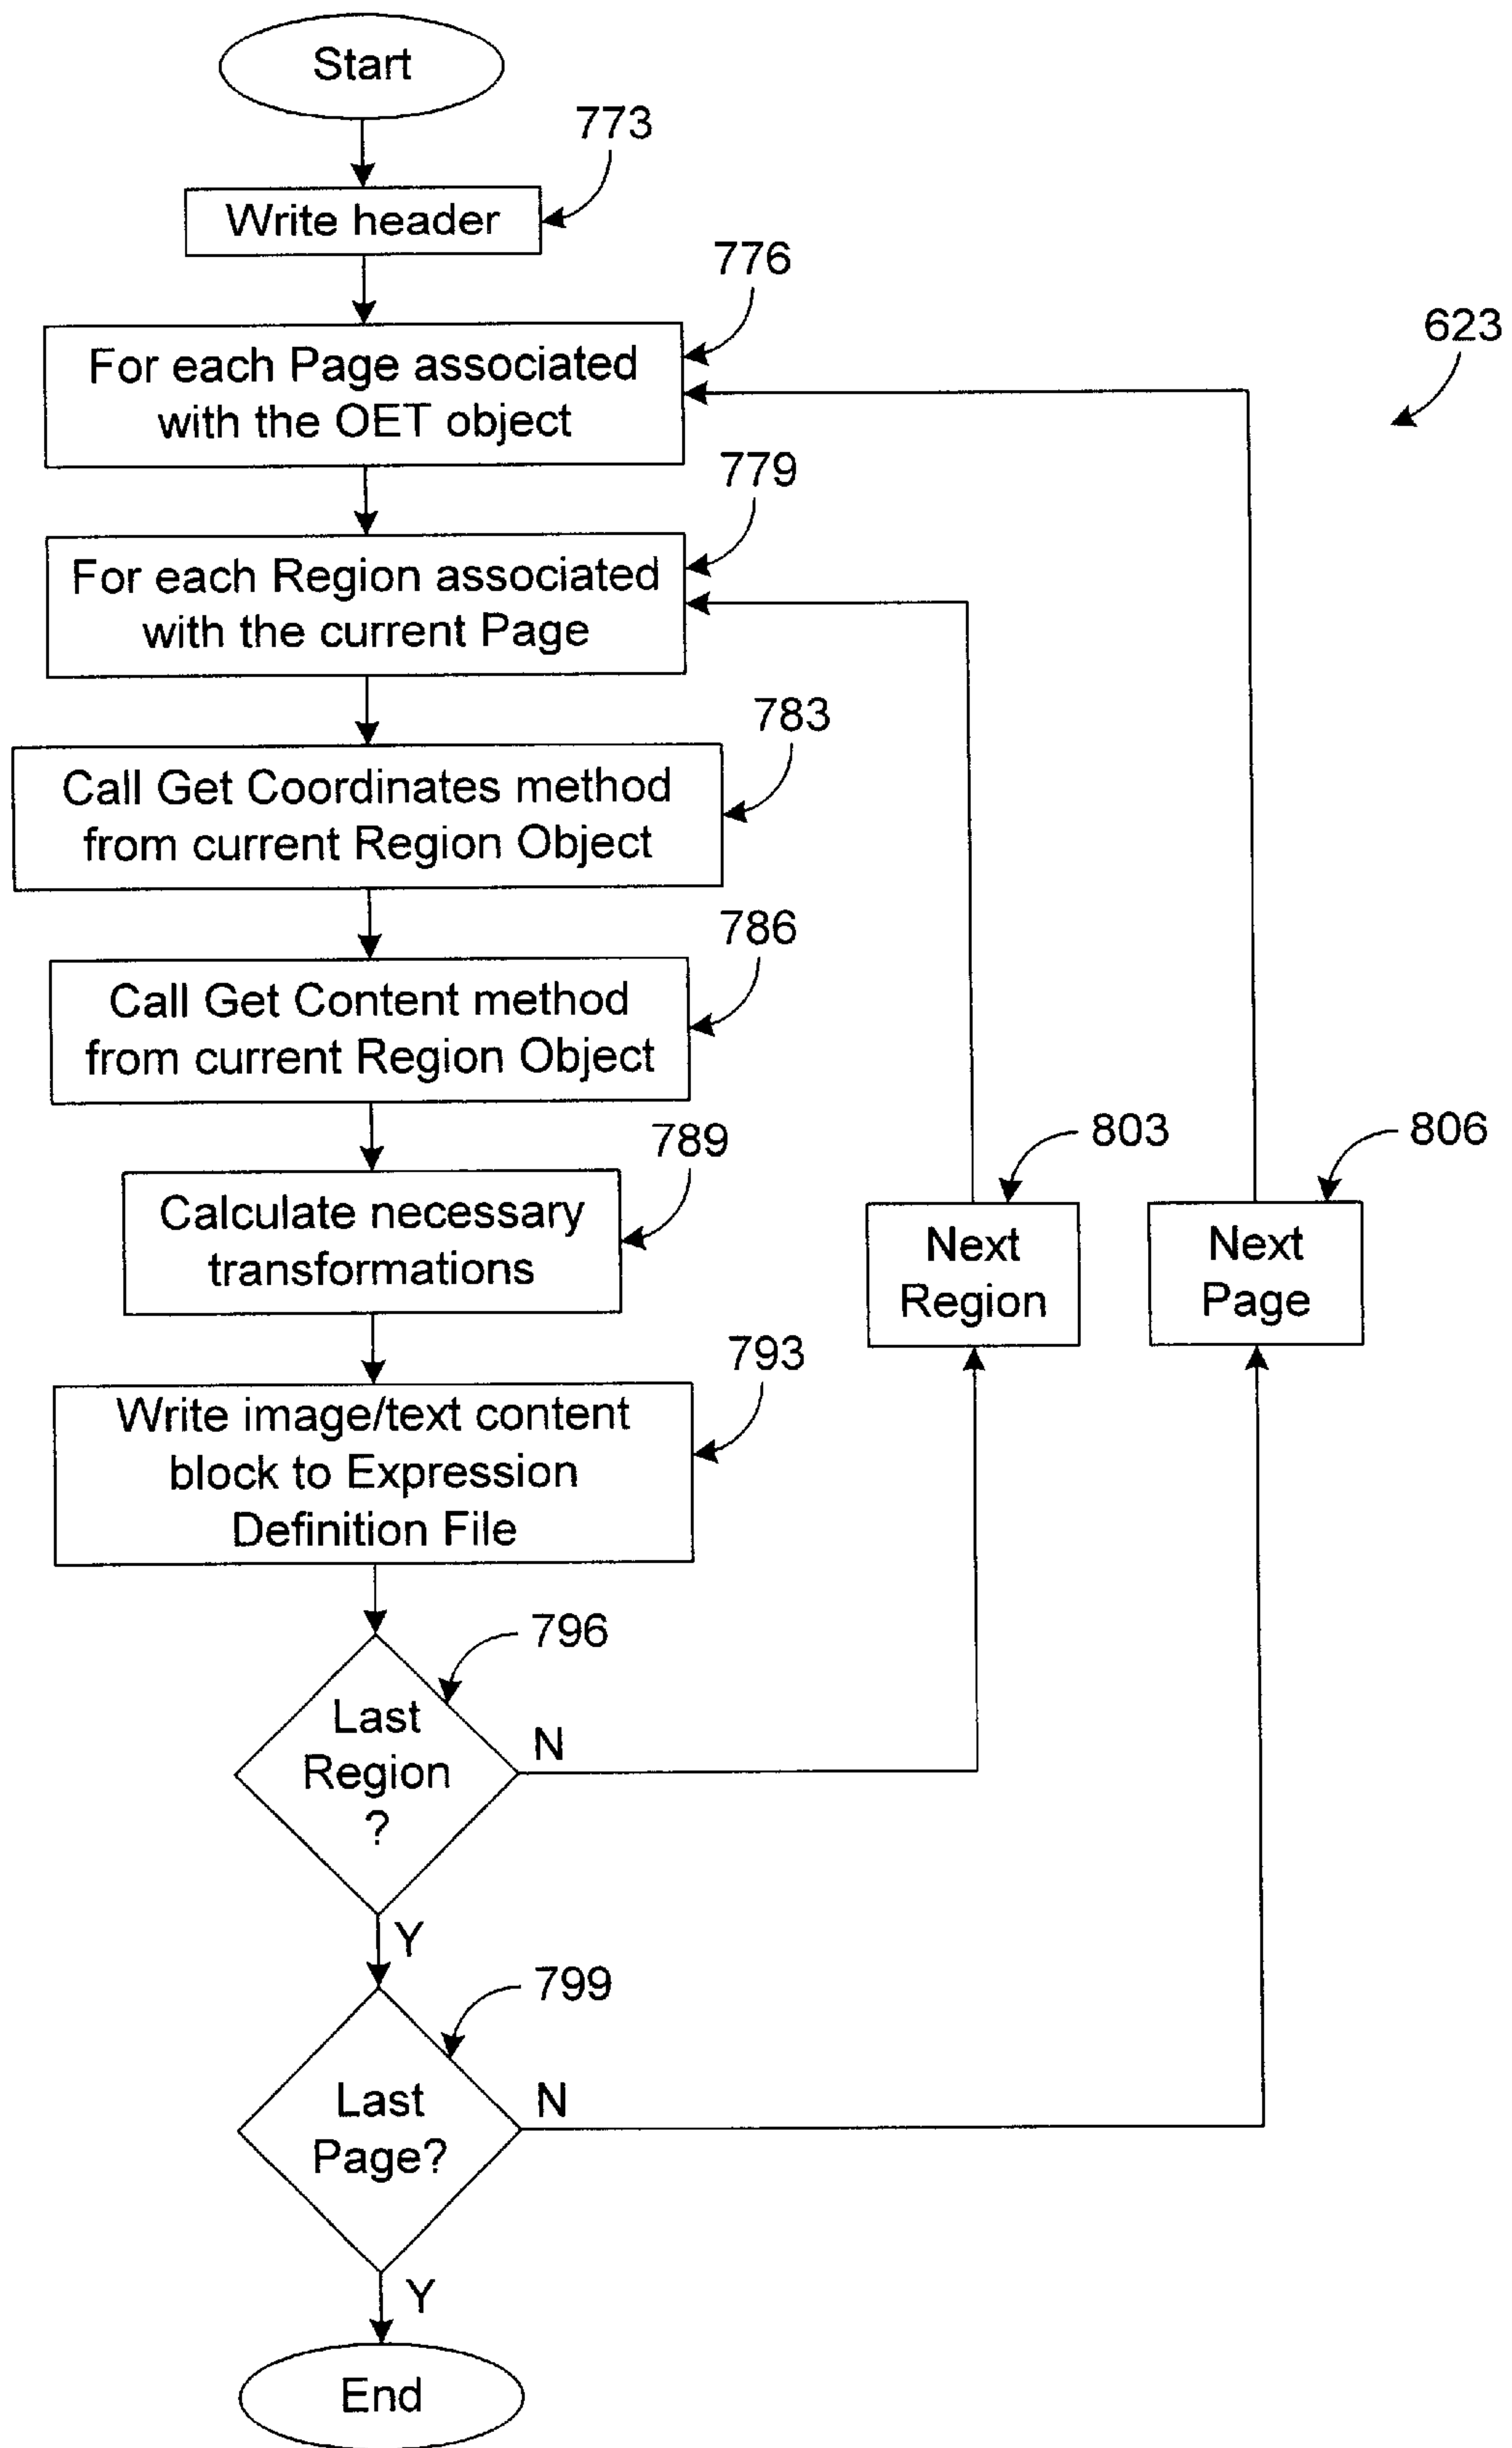 Start
773
Write header
776
623
For each Page associated
with the OET object
779
For each Region associated
with the current Page
783
Call Get Coordinates method
from current Region Object
786
Call Get Content method
from current Region Object
789
803
806
Calculate necessary
transformations
Next
Region
Next
Page
793
Write image/text content
block to Expression
Definition File
796
Last
Region
?
N
Y
799
Last
Page?
N
Y
End